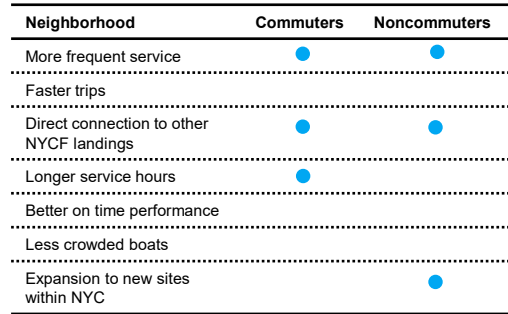 Neighborhood Commuters Noncommuters
More frequent service
Faster trips
Direct connection to other
NYCF landings
Longer service hours
Better on time performance
Less crowded boats
Expansion to new sites
within NYC